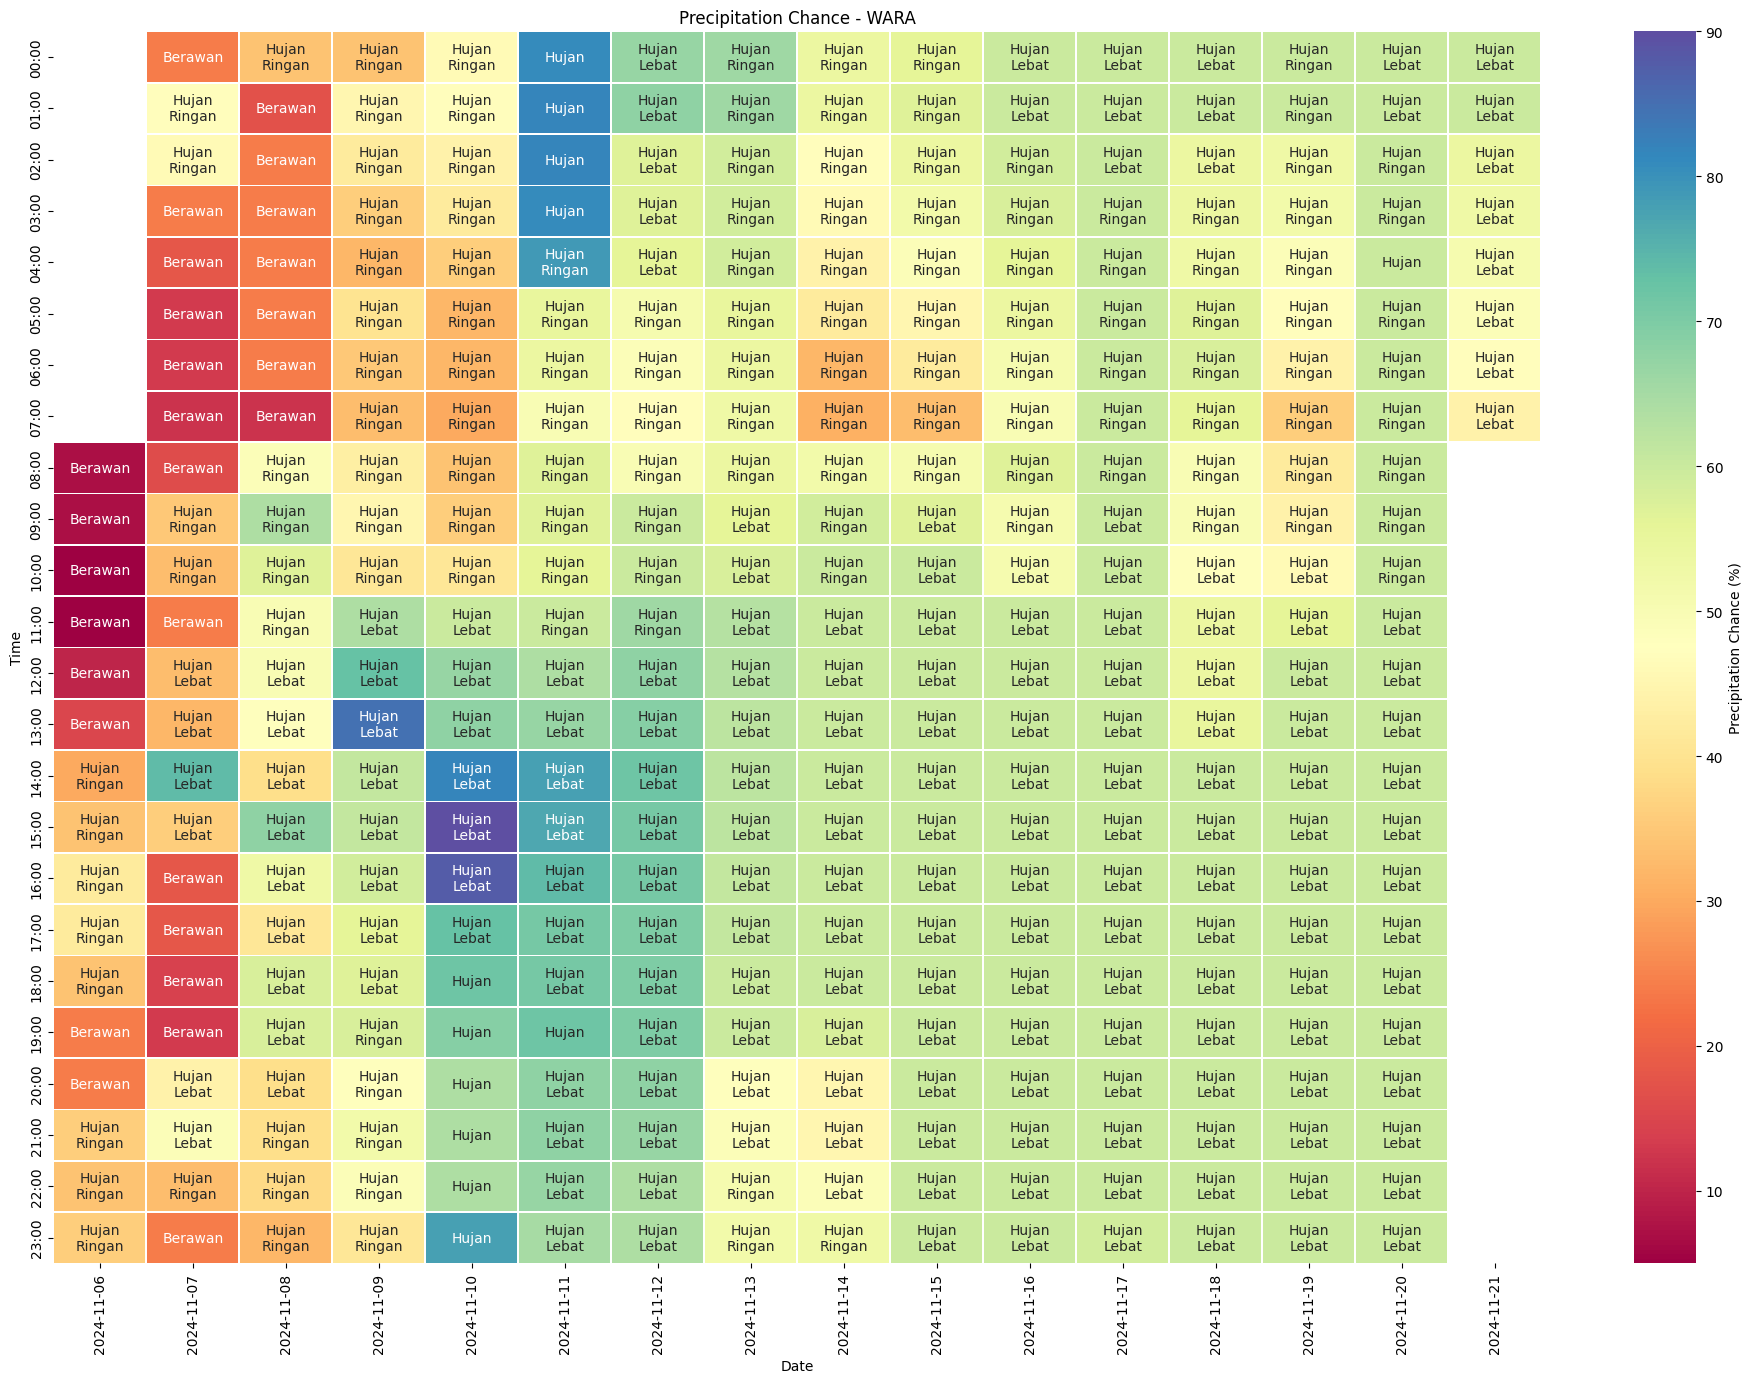 Precipitation Chance - WARA
00:00 Berawan Hujan Ringan Hujan Ringan Hujan Ringan Hujan Hujan Lebat Hujan Ringan Hujan Ringan Hujan Ringan Hujan Lebat Hujan Lebat Hujan Lebat Hujan Ringan Hujan Lebat Hujan Lebat
01:00 Hujan Ringan Berawan Hujan Ringan Hujan Ringan Hujan Hujan Lebat Hujan Ringan Hujan Ringan Hujan Ringan Hujan Lebat Hujan Lebat Hujan Lebat Hujan Ringan Hujan Lebat Hujan Lebat
02:00 Hujan Ringan Berawan Hujan Ringan Hujan Ringan Hujan Hujan Lebat Hujan Ringan Hujan Ringan Hujan Ringan Hujan Ringan Hujan Lebat Hujan Lebat Hujan Ringan Hujan Ringan Hujan Lebat
03:00 Berawan Berawan Hujan Ringan Hujan Ringan Hujan Hujan Lebat Hujan Ringan Hujan Ringan Hujan Ringan Hujan Ringan Hujan Ringan Hujan Ringan Hujan Ringan Hujan Ringan Hujan Lebat
04:00 Berawan Berawan Hujan Ringan Hujan Ringan Hujan Ringan Hujan Lebat Hujan Ringan Hujan Ringan Hujan Ringan Hujan Ringan Hujan Ringan Hujan Ringan Hujan Ringan Hujan Hujan Lebat
05:00 Berawan Berawan Hujan Ringan Hujan Ringan Hujan Ringan Hujan Ringan Hujan Ringan Hujan Ringan Hujan Ringan Hujan Ringan Hujan Ringan Hujan Ringan Hujan Ringan Hujan Ringan Hujan Lebat
06:00 Berawan Berawan Hujan Ringan Hujan Ringan Hujan Ringan Hujan Ringan Hujan Ringan Hujan Ringan Hujan Ringan Hujan Ringan Hujan Ringan Hujan Ringan Hujan Ringan Hujan Ringan Hujan Lebat
07:00 Berawan Berawan Hujan Ringan Hujan Ringan Hujan Ringan Hujan Ringan Hujan Ringan Hujan Ringan Hujan Ringan Hujan Ringan Hujan Ringan Hujan Ringan Hujan Ringan Hujan Ringan Hujan Lebat
08:00 Berawan Berawan Hujan Ringan Hujan Ringan Hujan Ringan Hujan Ringan Hujan Ringan Hujan Ringan Hujan Ringan Hujan Ringan Hujan Ringan Hujan Ringan Hujan Ringan Hujan Ringan Hujan Ringan
09:00 Berawan Hujan Ringan Hujan Ringan Hujan Ringan Hujan Ringan Hujan Ringan Hujan Ringan Hujan Lebat Hujan Ringan Hujan Lebat Hujan Ringan Hujan Lebat Hujan Ringan Hujan Ringan Hujan Ringan
10:00 Berawan Hujan Ringan Hujan Ringan Hujan Ringan Hujan Ringan Hujan Ringan Hujan Ringan Hujan Lebat Hujan Ringan Hujan Lebat Hujan Lebat Hujan Lebat Hujan Lebat Hujan Lebat Hujan Ringan
11:00 Berawan Berawan Hujan Ringan Hujan Lebat Hujan Lebat Hujan Ringan Hujan Ringan Hujan Lebat Hujan Lebat Hujan Lebat Hujan Lebat Hujan Lebat Hujan Lebat Hujan Lebat Hujan Lebat
12:00 Berawan Hujan Lebat Hujan Lebat Hujan Lebat Hujan Lebat Hujan Lebat Hujan Lebat Hujan Lebat Hujan Lebat Hujan Lebat Hujan Lebat Hujan Lebat Hujan Lebat Hujan Lebat Hujan Lebat
13:00 Berawan Hujan Lebat Hujan Lebat Hujan Lebat Hujan Lebat Hujan Lebat Hujan Lebat Hujan Lebat Hujan Lebat Hujan Lebat Hujan Lebat Hujan Lebat Hujan Lebat Hujan Lebat Hujan Lebat
14:00 Hujan Ringan Hujan Lebat Hujan Lebat Hujan Lebat Hujan Lebat Hujan Lebat Hujan Lebat Hujan Lebat Hujan Lebat Hujan Lebat Hujan Lebat Hujan Lebat Hujan Lebat Hujan Lebat Hujan Lebat
15:00 Hujan Ringan Hujan Lebat Hujan Lebat Hujan Lebat Hujan Lebat Hujan Lebat Hujan Lebat Hujan Lebat Hujan Lebat Hujan Lebat Hujan Lebat Hujan Lebat Hujan Lebat Hujan Lebat Hujan Lebat
16:00 Hujan Ringan Berawan Hujan Lebat Hujan Lebat Hujan Lebat Hujan Lebat Hujan Lebat Hujan Lebat Hujan Lebat Hujan Lebat Hujan Lebat Hujan Lebat Hujan Lebat Hujan Lebat Hujan Lebat
17:00 Hujan Ringan Berawan Hujan Lebat Hujan Lebat Hujan Lebat Hujan Lebat Hujan Lebat Hujan Lebat Hujan Lebat Hujan Lebat Hujan Lebat Hujan Lebat Hujan Lebat Hujan Lebat Hujan Lebat
18:00 Hujan Ringan Berawan Hujan Lebat Hujan Lebat Hujan Hujan Lebat Hujan Lebat Hujan Lebat Hujan Lebat Hujan Lebat Hujan Lebat Hujan Lebat Hujan Lebat Hujan Lebat Hujan Lebat
19:00 Berawan Berawan Hujan Lebat Hujan Ringan Hujan Hujan Hujan Lebat Hujan Lebat Hujan Lebat Hujan Lebat Hujan Lebat Hujan Lebat Hujan Lebat Hujan Lebat Hujan Lebat
20:00 Berawan Hujan Lebat Hujan Lebat Hujan Ringan Hujan Hujan Lebat Hujan Lebat Hujan Lebat Hujan Lebat Hujan Lebat Hujan Lebat Hujan Lebat Hujan Lebat Hujan Lebat Hujan Lebat
21:00 Hujan Ringan Hujan Lebat Hujan Ringan Hujan Ringan Hujan Hujan Lebat Hujan Lebat Hujan Lebat Hujan Lebat Hujan Lebat Hujan Lebat Hujan Lebat Hujan Lebat Hujan Lebat Hujan Lebat
22:00 Hujan Ringan Hujan Ringan Hujan Ringan Hujan Ringan Hujan Hujan Lebat Hujan Lebat Hujan Ringan Hujan Lebat Hujan Lebat Hujan Lebat Hujan Lebat Hujan Lebat Hujan Lebat Hujan Lebat
23:00 Hujan Ringan Berawan Hujan Ringan Hujan Ringan Hujan Hujan Lebat Hujan Lebat Hujan Ringan Hujan Ringan Hujan Lebat Hujan Lebat Hujan Lebat Hujan Lebat Hujan Lebat Hujan Lebat
Time
2024-11-06 2024-11-07 2024-11-08 2024-11-09 2024-11-10 2024-11-11 2024-11-12 2024-11-13 2024-11-14 2024-11-15 2024-11-16 2024-11-17 2024-11-18 2024-11-19 2024-11-20 2024-11-21
Date
90
80
70
60
50
40
30
20
10
Precipitation Chance (%)